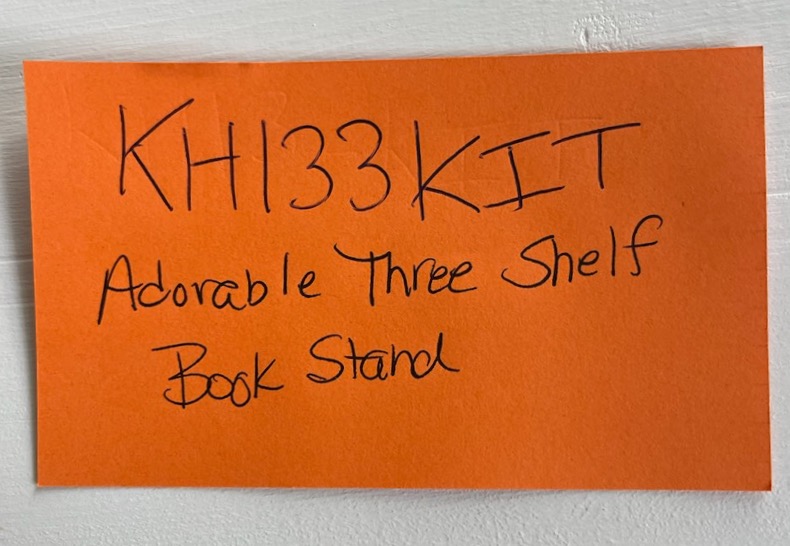 KH133KIT
Adorable Three Shelf
Book Stand